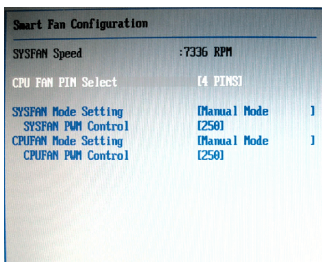 Smart Fan Configuration
SYSFAN Speed :7336 RPM
CPU FAN PIN Select [4 PINS]
SYSFAN Mode Setting [Manual Mode ]
SYSFAN PWM Control [250]
CPUFAN Mode Setting [Manual Mode ]
CPUFAN PWM Control [250]